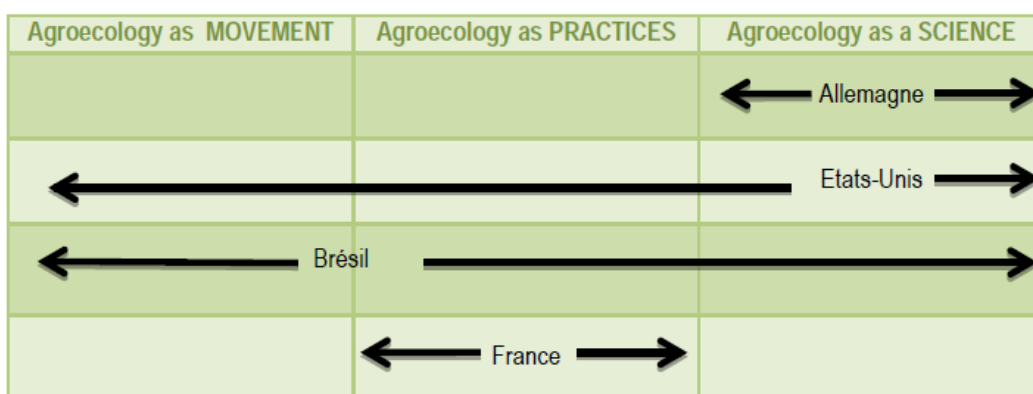 Agroecology as MOVEMENT
Agroecology as PRACTICES
Agroecology as a SCIENCE
Allemagne
Etats-Unis
Brésil
France